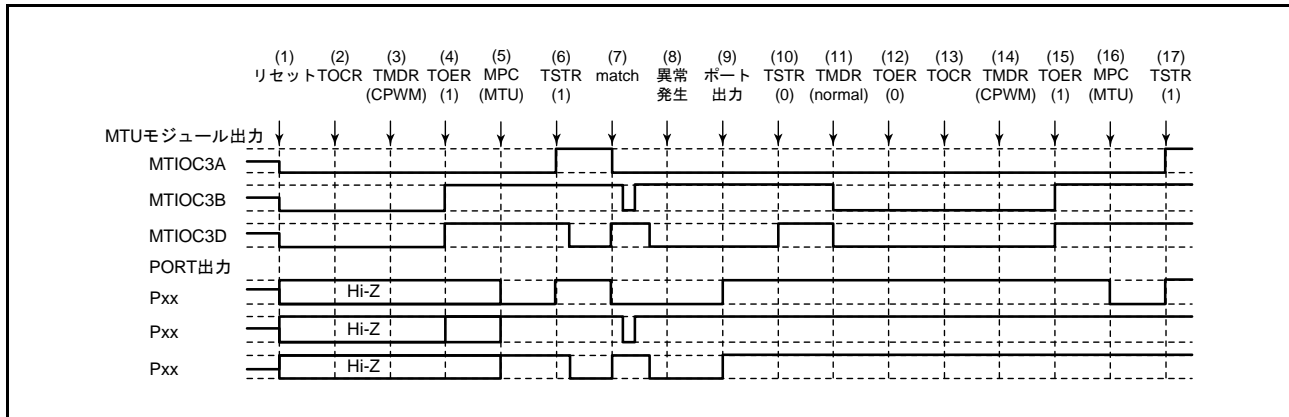 (1) (2) (3) (4) (5) (6) (7) (8) (9) (10) (11) (12) (13) (14) (15) (16) (17)
リセット TOCR TMDR TOER MPC TSTR match 異常 ポート TSTR TMDR TOER TOCR TMDR TOER MPC TSTR
(CPWM) (1) (MTU) (1) 発生 出力 (0) (normal) (0) (CPWM) (1) (MTU) (1)
MTUモジュール出力
MTIOC3A
MTIOC3B
MTIOC3D
PORT出力
Pxx Hi-Z
Pxx Hi-Z
Pxx Hi-Z